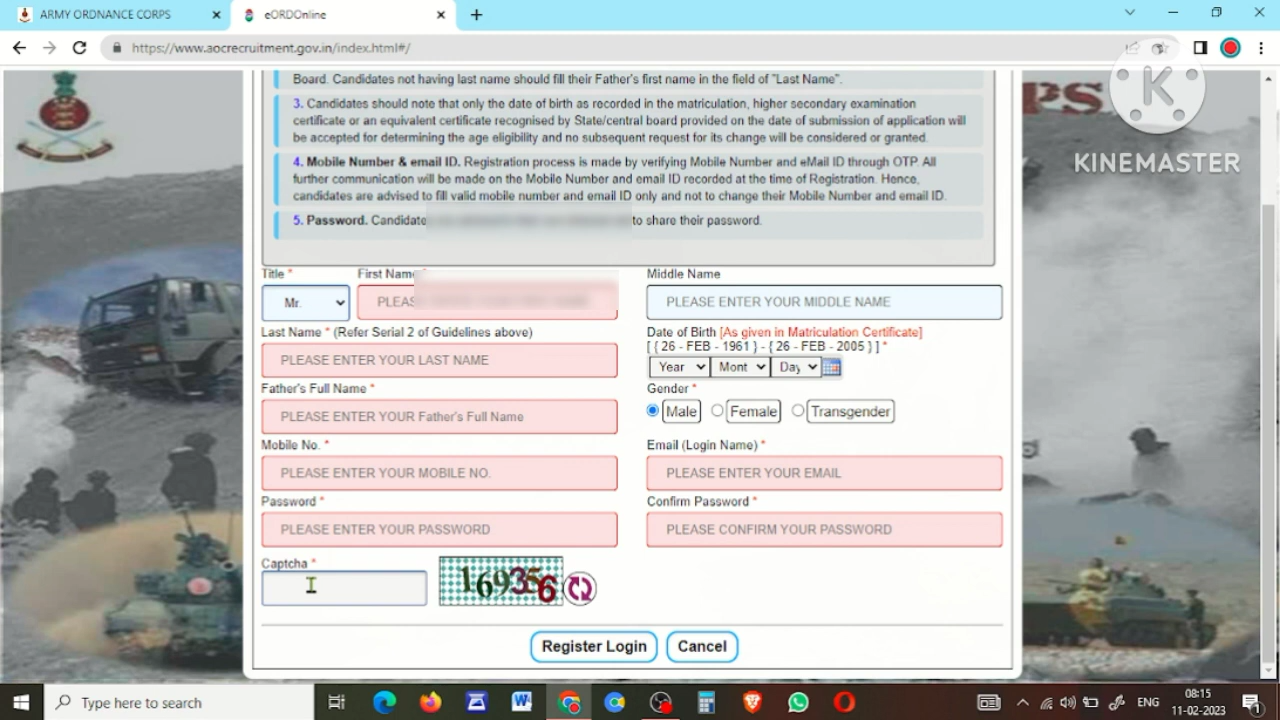 ARMY ORDNANCE CORPS
eORDOnline
https://www.aocrecruitment.gov.in/index.html#/
Board. Candidates not having last name should fill their Father's first name in the field of "Last Name".
3. Candidates should note that only the date of birth as recorded in the matriculation, higher secondary examination
certificate or an equivalent certificate recognised by State/central board provided on the date of submission of application will
be accepted for determining the age eligibility and no subsequent request for its change will be considered or granted.
4. Mobile Number & email ID. Registration process is made by verifying Mobile Number and eMail ID through OTP. All
further communication will be made on the Mobile Number and email ID recorded at the time of Registration. Hence,
candidates are advised to fill valid mobile number and email ID only and not to change their Mobile Number and email ID.
5. Password. Candidate to share their password.
PS
K
KINEMASTER
Title * First Name Middle Name
Mr. PLEAS PLEASE ENTER YOUR MIDDLE NAME
Last Name * (Refer Serial 2 of Guidelines above) Date of Birth [As given in Matriculation Certificate]
[ { 26 - FEB - 1961 } - { 26 - FEB - 2005 } ] *
PLEASE ENTER YOUR LAST NAME Year Mont Day
Father's Full Name * Gender *
PLEASE ENTER YOUR Father's Full Name Male Female Transgender
Mobile No. * Email (Login Name) *
PLEASE ENTER YOUR MOBILE NO. PLEASE ENTER YOUR EMAIL
Password * Confirm Password *
PLEASE ENTER YOUR PASSWORD PLEASE CONFIRM YOUR PASSWORD
Captcha *
169356
Register Login Cancel
Type here to search
ENG
08:15
11-02-2023
1